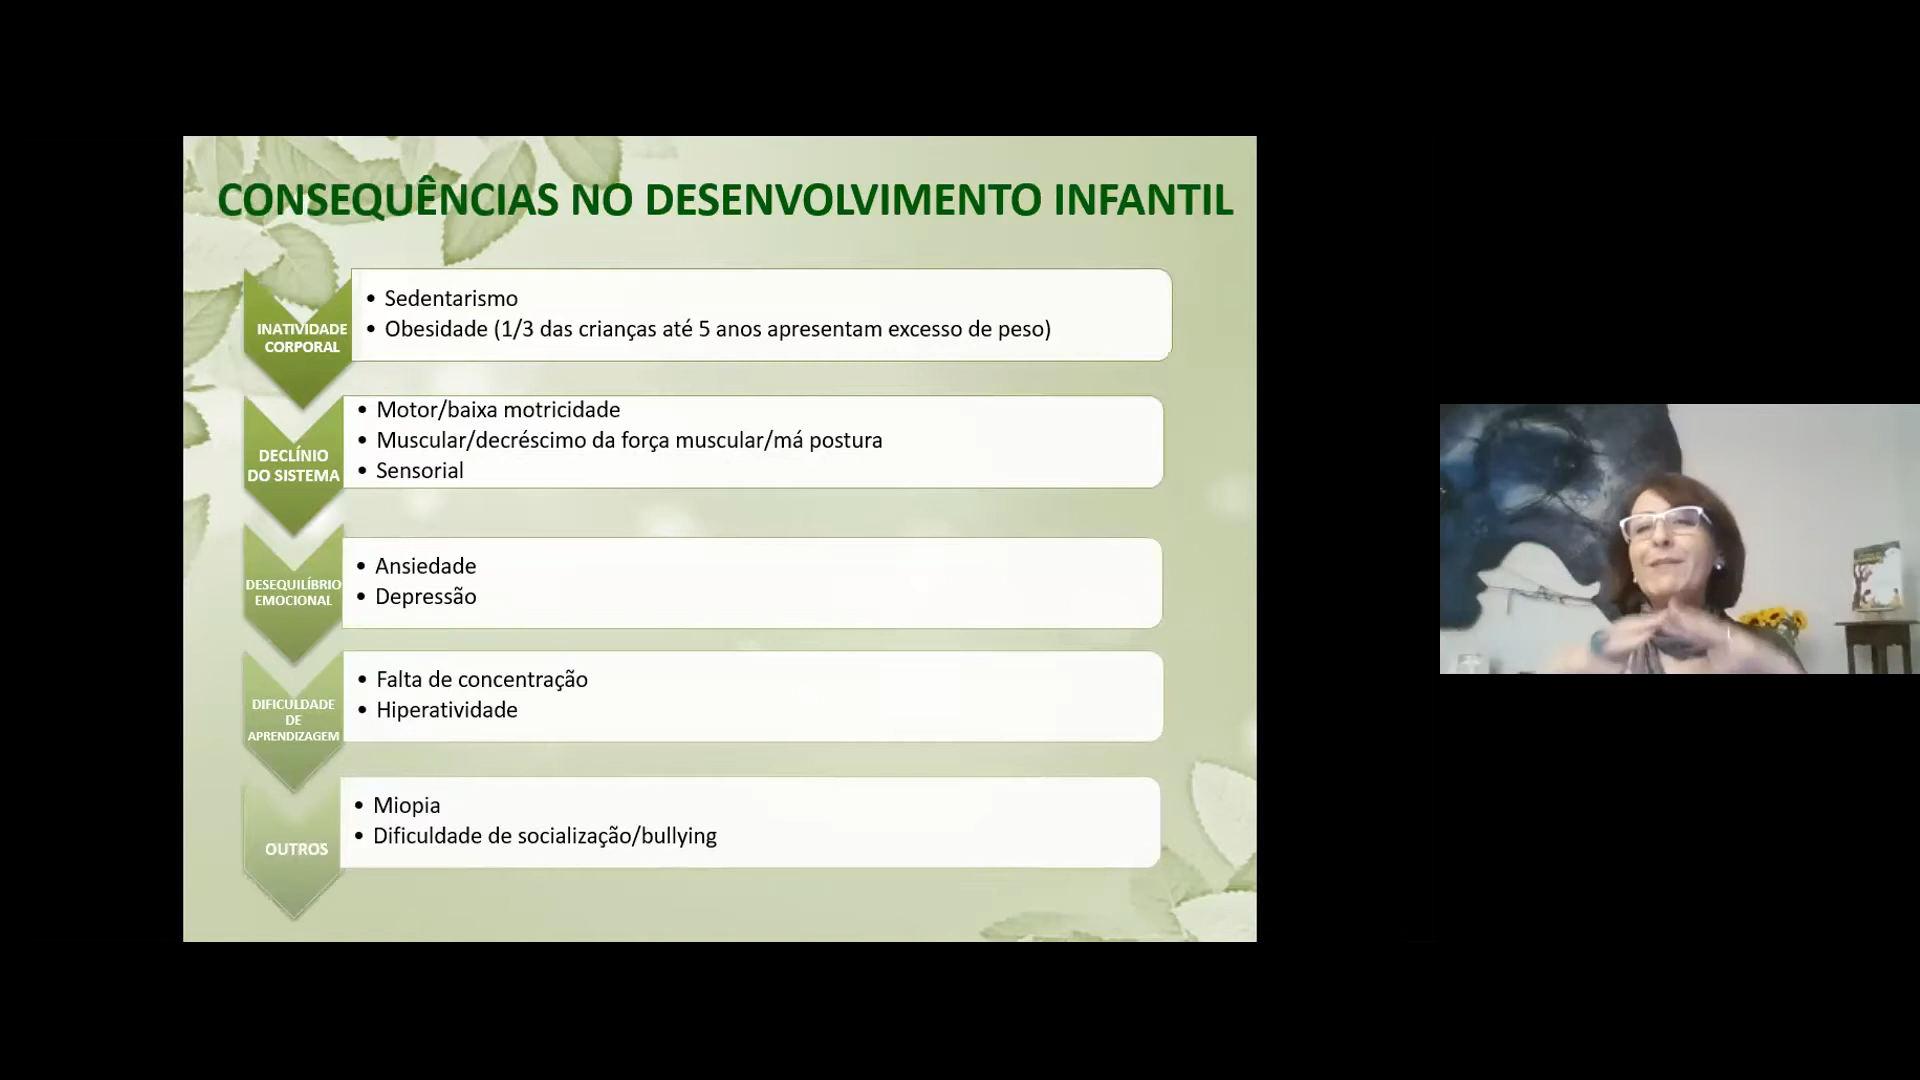 CONSEQUÊNCIAS NO DESENVOLVIMENTO INFANTIL
INATIVIDADE
CORPORAL
• Sedentarismo
• Obesidade (1/3 das crianças até 5 anos apresentam excesso de peso)
DECLÍNIO
DO SISTEMA
• Motor/baixa motricidade
• Muscular/decréscimo da força muscular/má postura
• Sensorial
DESEQUILÍBRIO
EMOCIONAL
• Ansiedade
• Depressão
DIFICULDADE
DE
APRENDIZAGEM
• Falta de concentração
• Hiperatividade
OUTROS
• Miopia
• Dificuldade de socialização/bullying